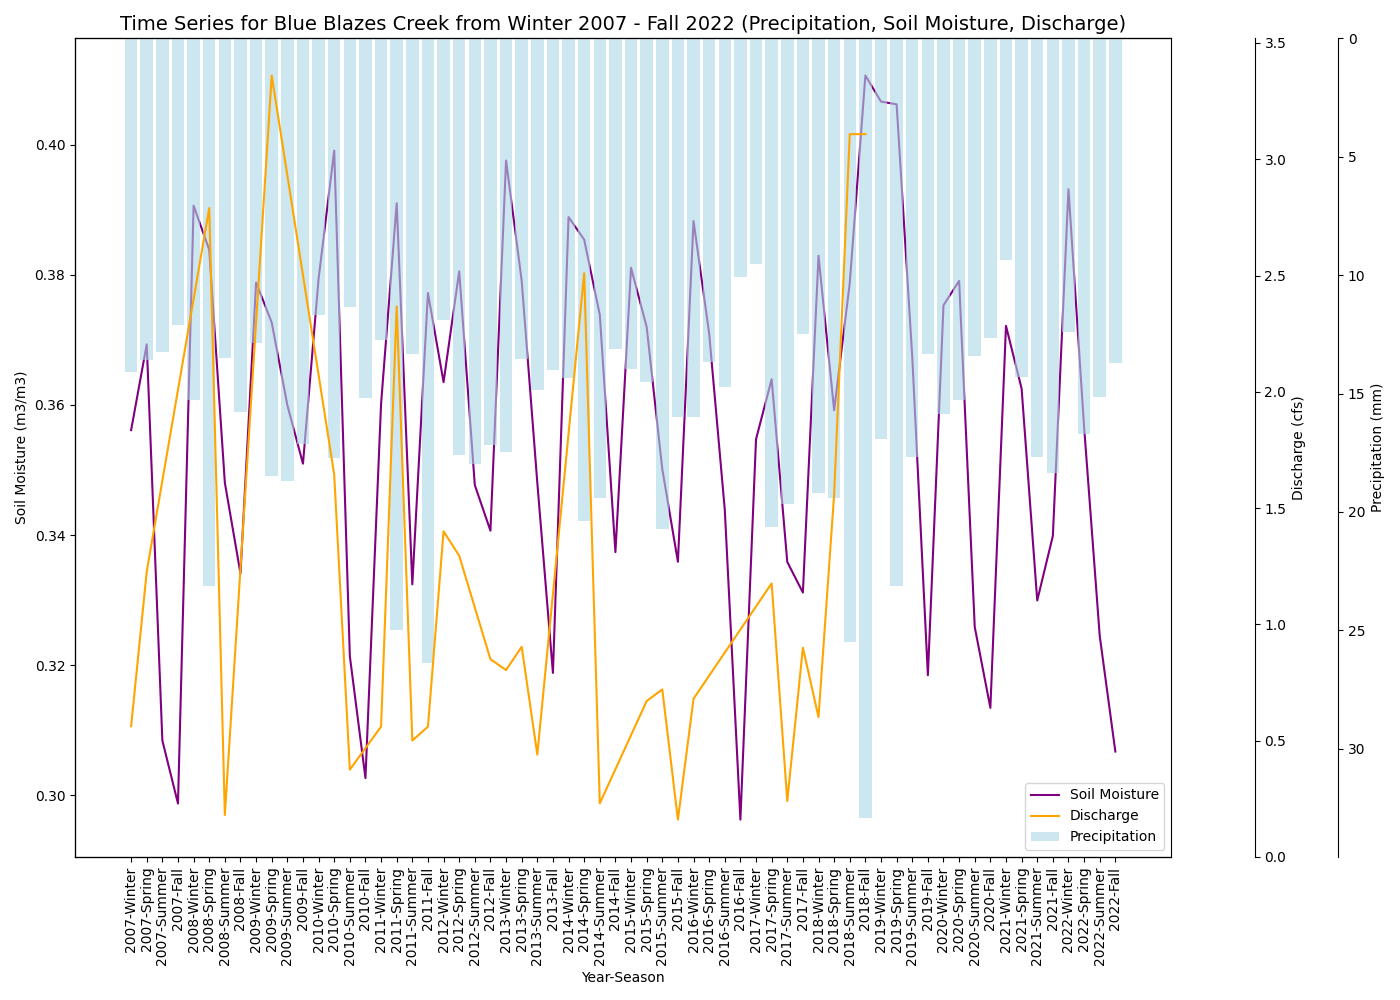 Time Series for Blue Blazes Creek from Winter 2007 - Fall 2022 (Precipitation, Soil Moisture, Discharge)
Soil Moisture (m3/m3)
0.40
0.38
0.36
0.34
0.32
0.30
3.5
3.0
2.5
2.0
1.5
1.0
0.5
0.0
Discharge (cfs)
0
5
10
15
20
25
30
Precipitation (mm)
Soil Moisture
Discharge
Precipitation
2007-Winter
2007-Spring
2007-Summer
2007-Fall
2008-Winter
2008-Spring
2008-Summer
2008-Fall
2009-Winter
2009-Spring
2009-Summer
2009-Fall
2010-Winter
2010-Spring
2010-Summer
2010-Fall
2011-Winter
2011-Spring
2011-Summer
2011-Fall
2012-Winter
2012-Spring
2012-Summer
2012-Fall
2013-Winter
2013-Spring
2013-Summer
2013-Fall
2014-Winter
2014-Spring
2014-Summer
2014-Fall
2015-Winter
2015-Spring
2015-Summer
2015-Fall
2016-Winter
2016-Spring
2016-Summer
2016-Fall
2017-Winter
2017-Spring
2017-Summer
2017-Fall
2018-Winter
2018-Spring
2018-Summer
2018-Fall
2019-Winter
2019-Spring
2019-Summer
2019-Fall
2020-Winter
2020-Spring
2020-Summer
2020-Fall
2021-Winter
2021-Spring
2021-Summer
2021-Fall
2022-Winter
2022-Spring
2022-Summer
2022-Fall
Year-Season